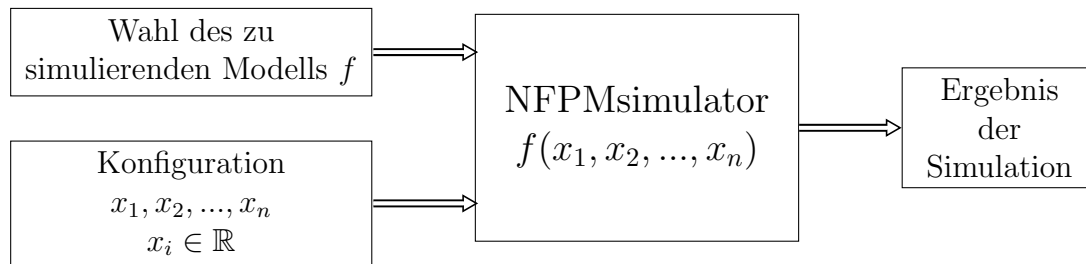 Wahl des zu
simulierenden Modells f
Konfiguration
x₁, x₂, ..., xₙ
xᵢ ∈ ℝ
NFPMsimulator
f(x₁, x₂, ..., xₙ)
Ergebnis
der
Simulation